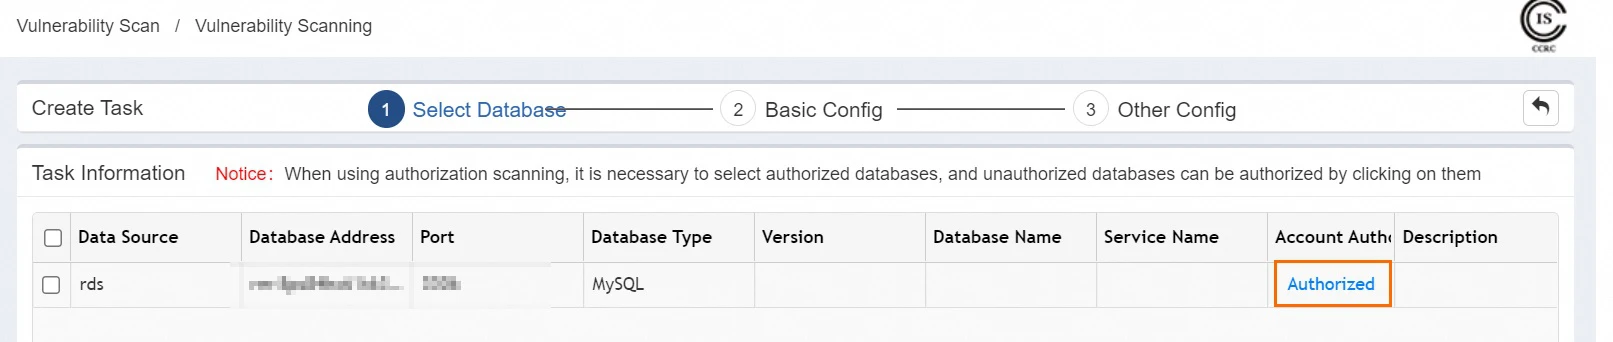 Vulnerability Scan / Vulnerability Scanning
IS
CCRC
Create Task 1 Select Database 2 Basic Config 3 Other Config
Task Information Notice: When using authorization scanning, it is necessary to select authorized databases, and unauthorized databases can be authorized by clicking on them
Data Source Database Address Port Database Type Version Database Name Service Name Account Auth Description
rds MySQL Authorized